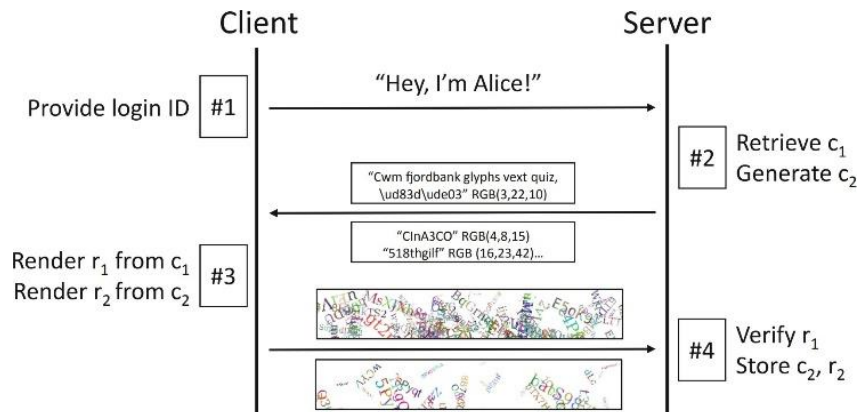 Client
Server
Provide login ID
#1
“Hey, I'm Alice!”
#2
Retrieve c₁
Generate c₂
“Cwm fjordbank glyphs vext quiz,
\ud83d\ude03” RGB(3,22,10)
“CInA3CO” RGB(4,8,15)
“518thgilf” RGB (16,23,42)...
Render r₁ from c₁
Render r₂ from c₂
#3
#4
Verify r₁
Store c₂, r₂